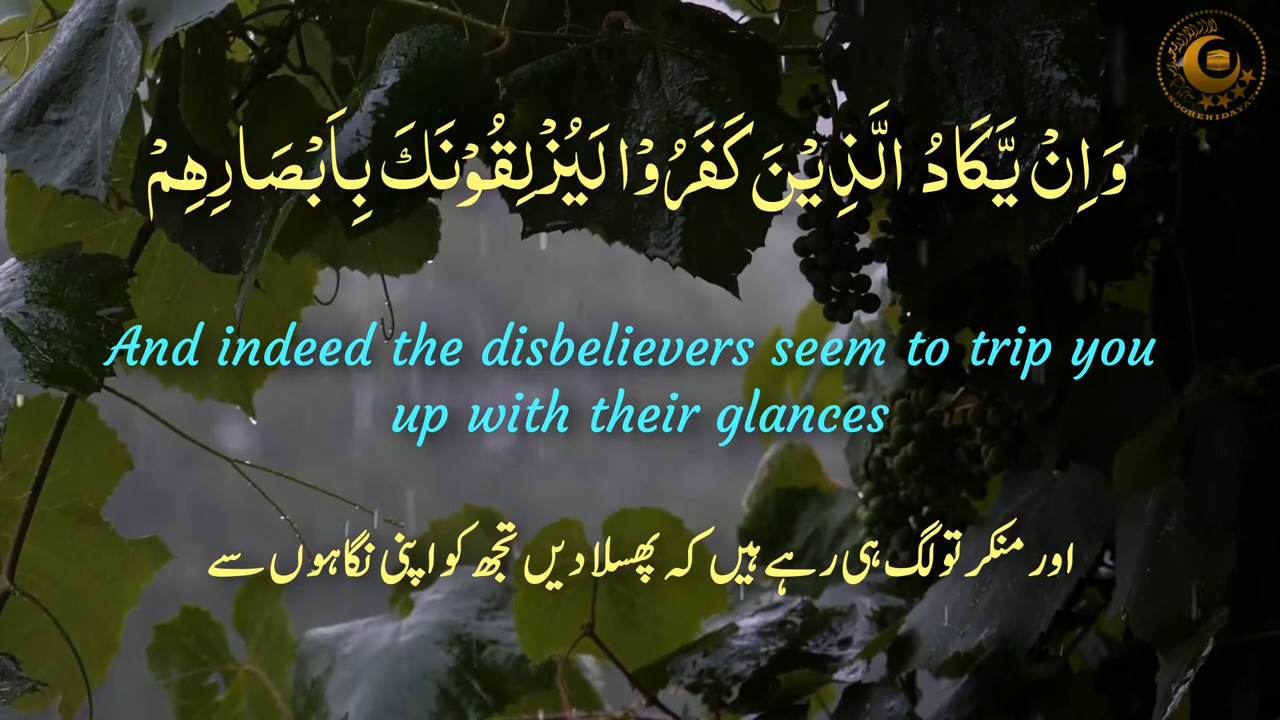 وَاِنْ يَّكَادُ الَّذِيْنَ كَفَرُوْا لَيُزْلِقُوْنَكَ بِاَبْصَارِهِمْ
And indeed the disbelievers seem to trip you
up with their glances
اور منکر تو لگ ہی رہے ہیں کہ پھسلا دیں تجھ کو اپنی نگاہوں سے
NOOREHIDAYAT